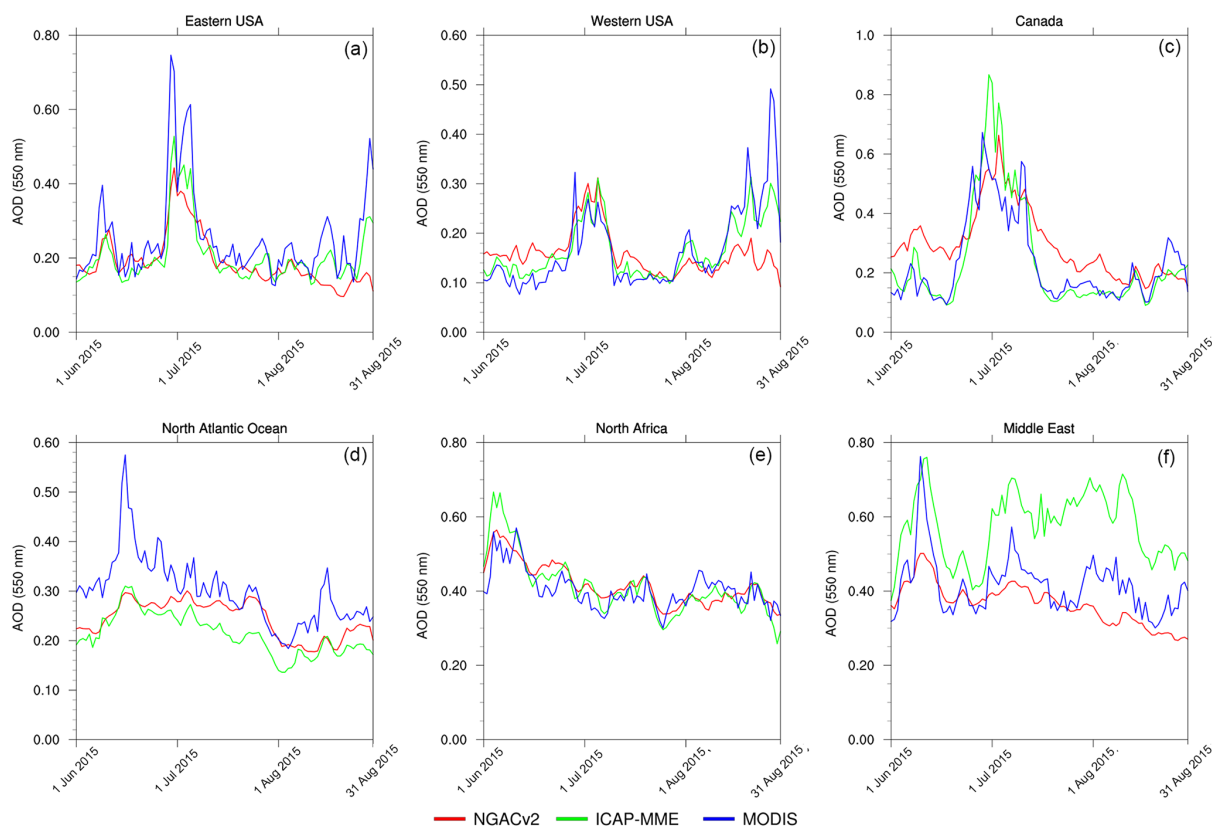 Eastern USA
(a)
AOD (550 nm)
0.80
0.60
0.40
0.20
0.00
1 Jun 2015
1 Jul 2015
1 Aug 2015
31 Aug 2015
Western USA
(b)
AOD (550 nm)
0.60
0.50
0.40
0.30
0.20
0.10
0.00
1 Jun 2015
1 Jul 2015
1 Aug 2015
31 Aug 2015
Canada
(c)
AOD (550 nm)
1.0
0.8
0.6
0.4
0.2
0.0
1 Jun 2015
1 Jul 2015
1 Aug 2015.
31 Aug 2015
North Atlantic Ocean
(d)
AOD (550 nm)
0.60
0.50
0.40
0.30
0.20
0.10
0.00
1 Jun 2015
1 Jul 2015
1 Aug 2015
31 Aug 2015
North Africa
(e)
AOD (550 nm)
0.80
0.60
0.40
0.20
0.00
1 Jun 2015
1 Jul 2015
1 Aug 2015,
31 Aug 2015,
Middle East
(f)
AOD (550 nm)
0.80
0.60
0.40
0.20
0.00
1 Jun 2015
1 Jul 2015
1 Aug 2015.
31 Aug 2015
NGACv2 ICAP-MME MODIS